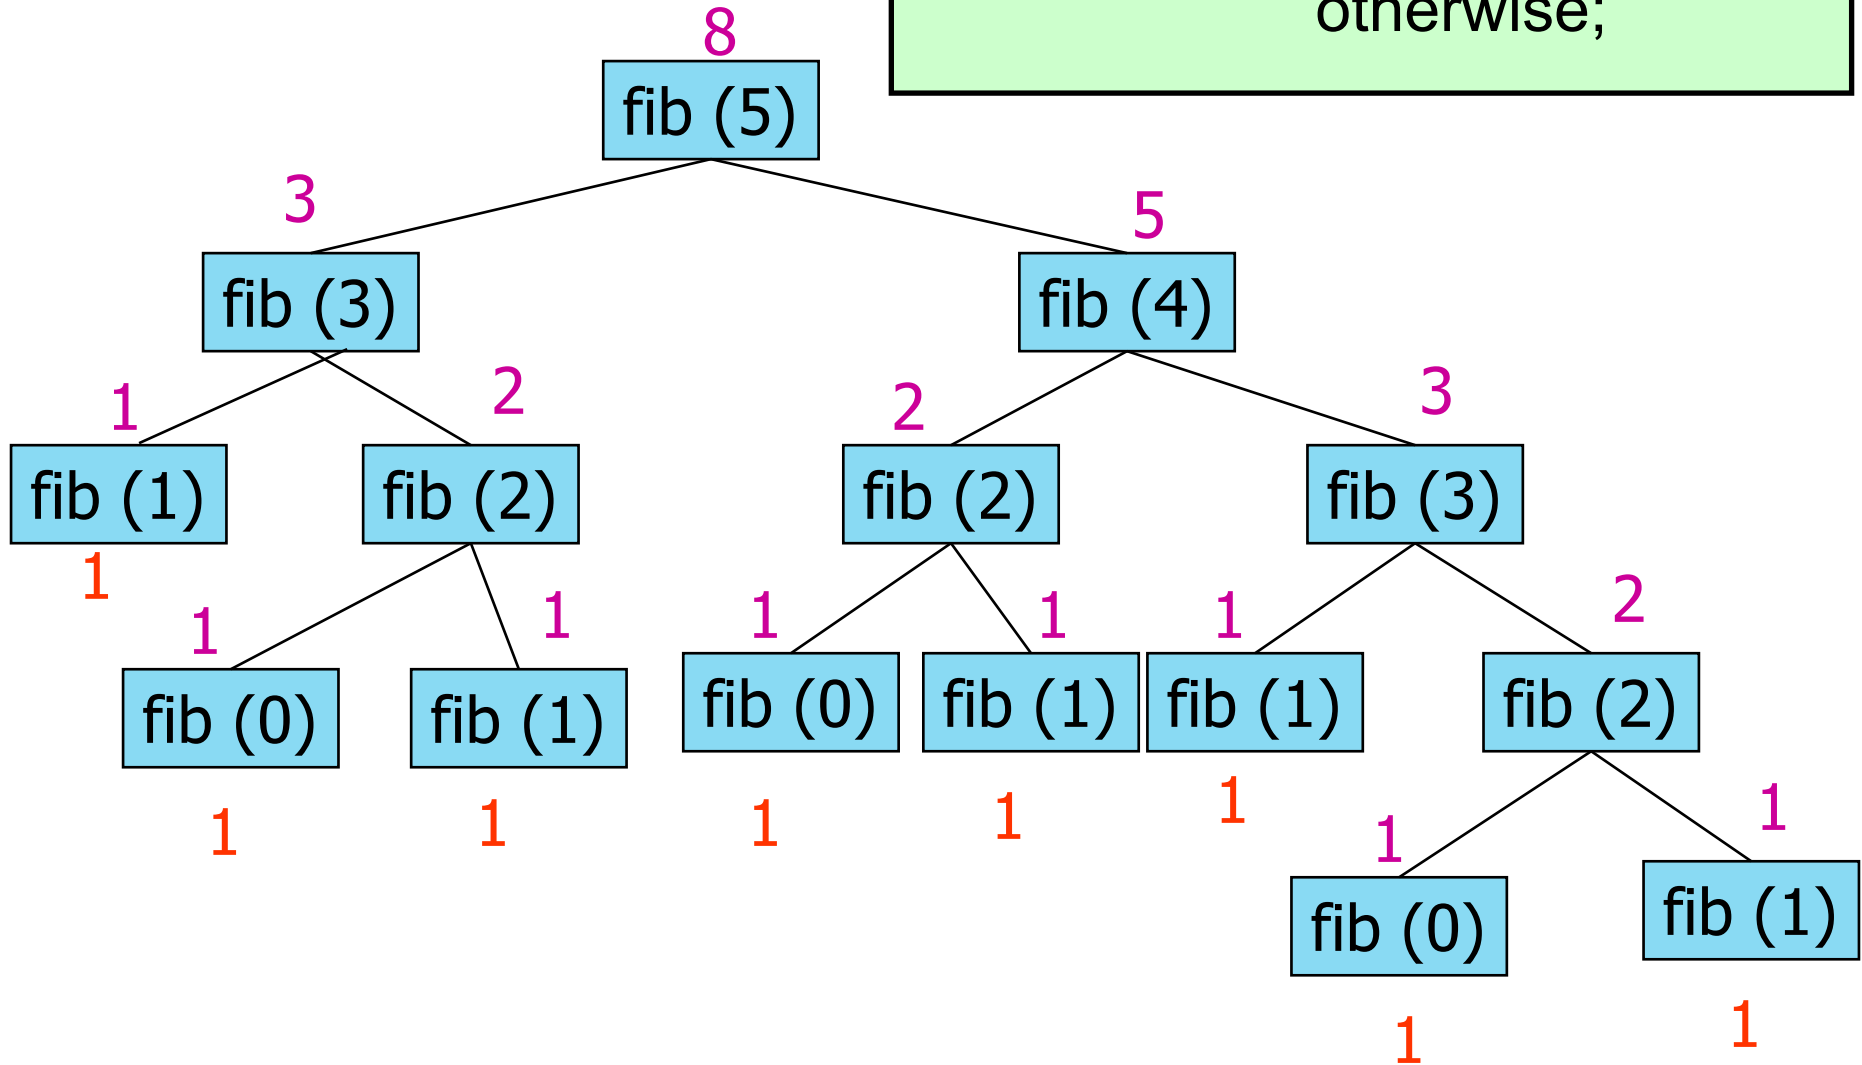 otherwise;
8
fib (5)
3
5
fib (3)
fib (4)
1
2
2
3
fib (1)
fib (2)
fib (2)
fib (3)
1
1
1
1
1
1
2
fib (0)
fib (1)
fib (0)
fib (1)
fib (1)
fib (2)
1
1
1
1
1
1
1
fib (0)
fib (1)
1
1